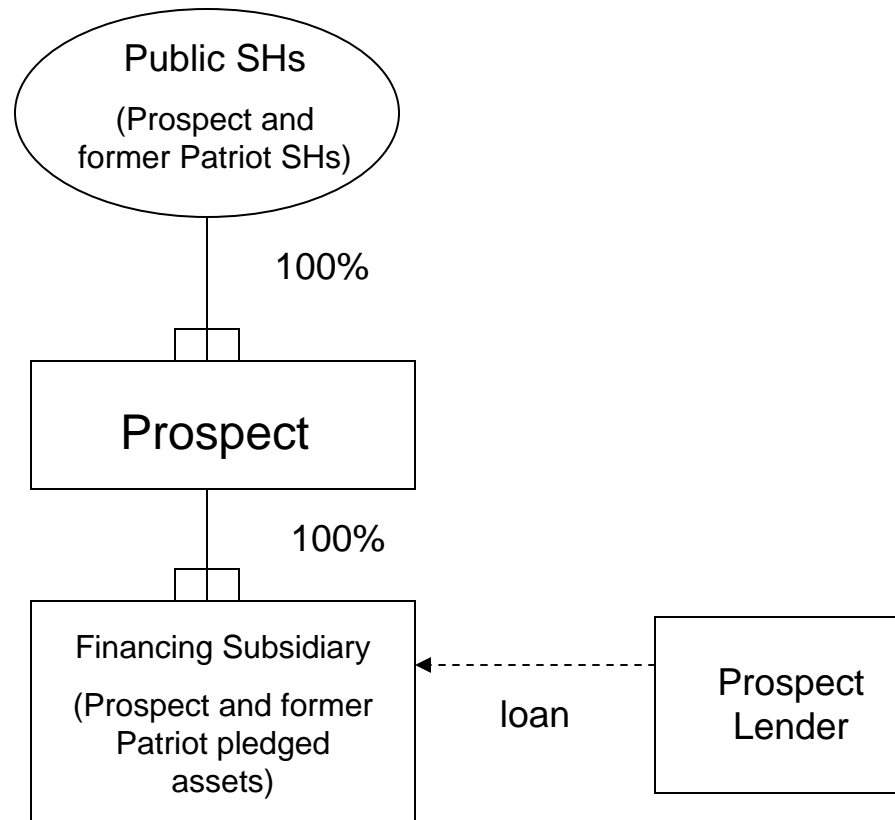 Public SHs
(Prospect and
former Patriot SHs)
100%
Prospect
100%
Financing Subsidiary
(Prospect and former
Patriot pledged
assets)
loan
Prospect
Lender